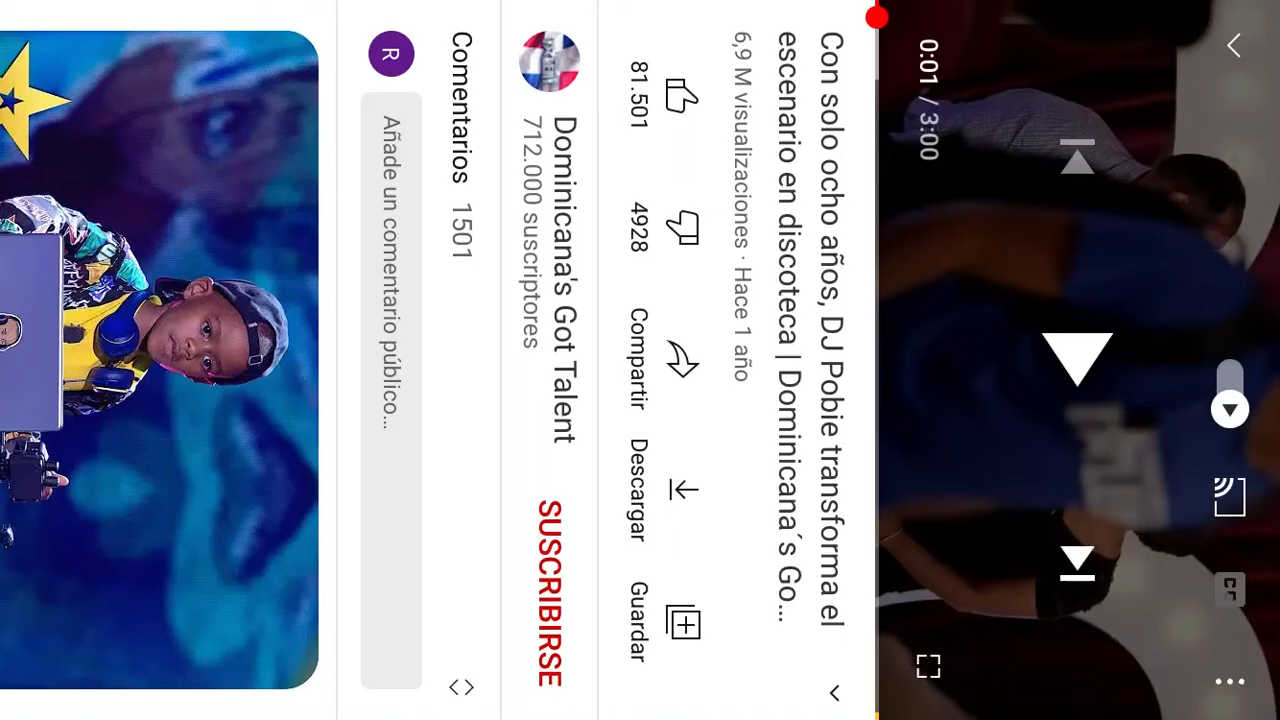 0:01 / 3:00
Con solo ocho años, DJ Pobie transforma el
escenario en discoteca | Dominicana´s Go...
6,9 M visualizaciones · Hace 1 año
81.501
4928
Compartir
Descargar
Guardar
Dominicana's Got Talent
712.000 suscriptores
SUSCRIBIRSE
Comentarios 1501
R
Añade un comentario público...